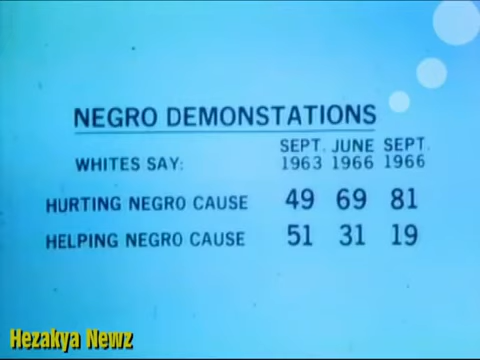 NEGRO DEMONSTATIONS
WHITES SAY:
SEPT. 1963
JUNE 1966
SEPT. 1966
HURTING NEGRO CAUSE 49 69 81
HELPING NEGRO CAUSE 51 31 19
Hezakya Newz